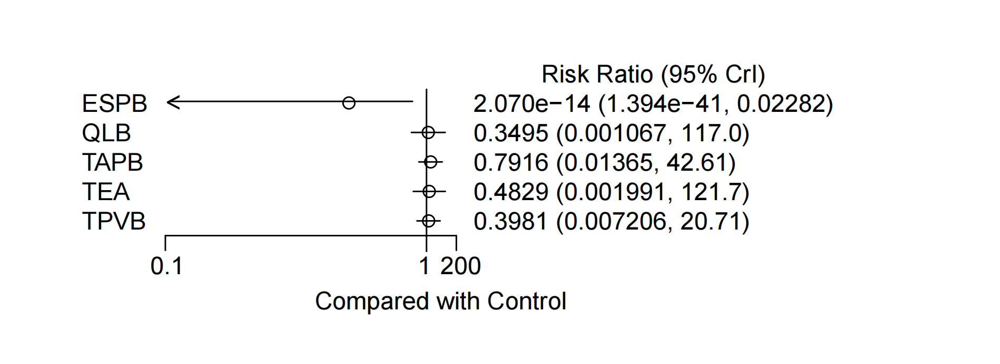 Risk Ratio (95% CrI)
ESPB 2.070e−14 (1.394e−41, 0.02282)
QLB 0.3495 (0.001067, 117.0)
TAPB 0.7916 (0.01365, 42.61)
TEA 0.4829 (0.001991, 121.7)
TPVB 0.3981 (0.007206, 20.71)
0.1 1 200
Compared with Control